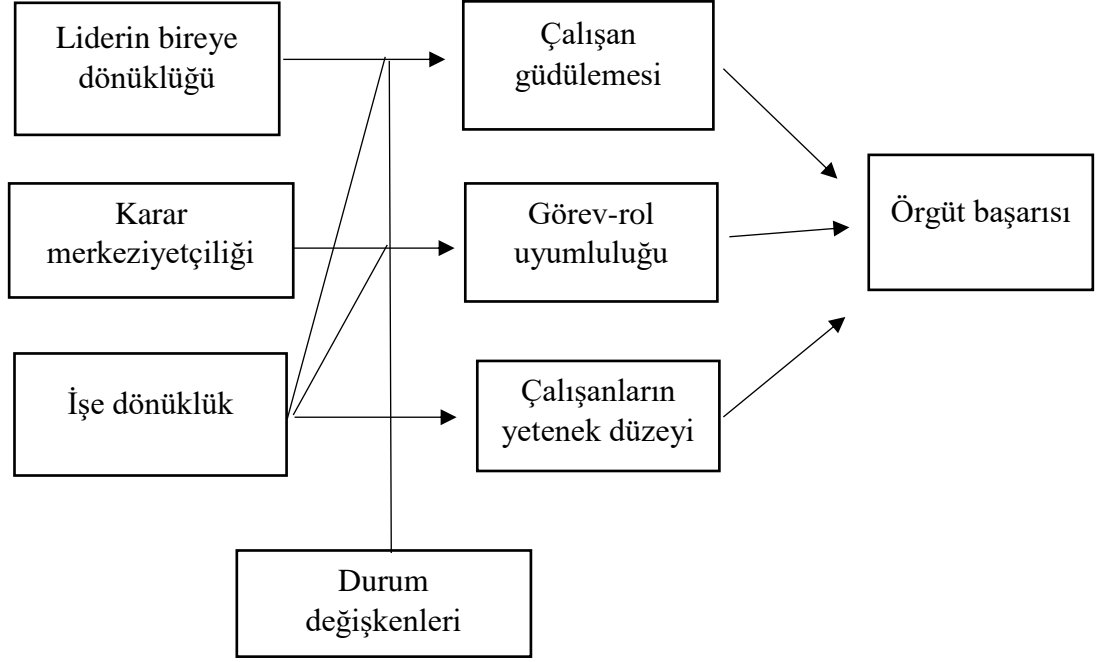 Liderin bireye
dönüklüğü
Çalışan
güdülemesi
Karar
merkeziyetçiliği
Görev-rol
uyumluluğu
Örgüt başarısı
İşe dönüklük
Çalışanların
yetenek düzeyi
Durum
değişkenleri